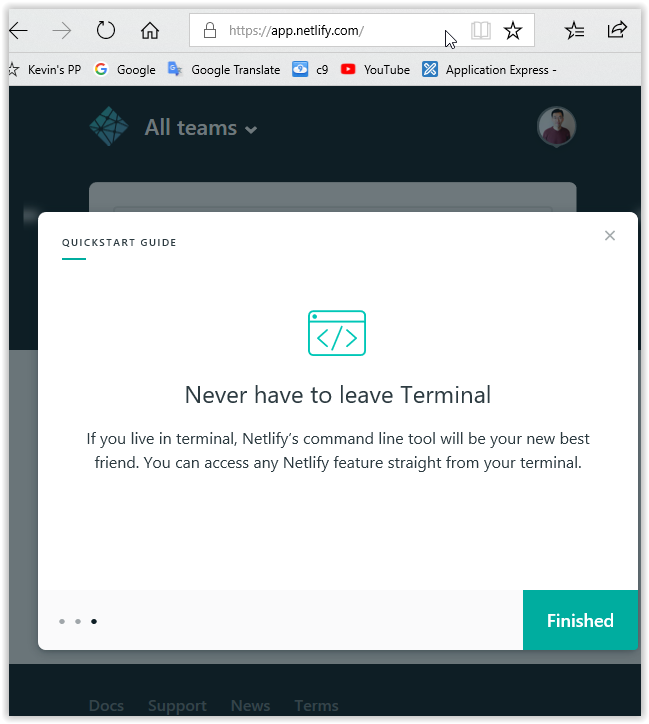 https://app.netlify.com/
Kevin's PP Google Google Translate c9 YouTube Application Express -
All teams
QUICKSTART GUIDE
</>
Never have to leave Terminal
If you live in terminal, Netlify’s command line tool will be your new best
friend. You can access any Netlify feature straight from your terminal.
Finished
Docs Support News Terms